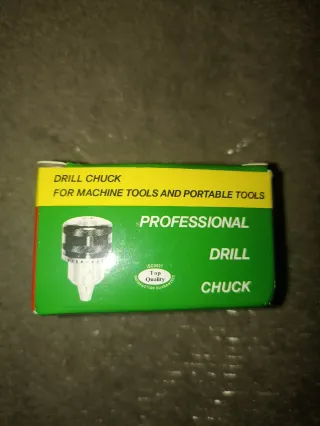 DRILL CHUCK
FOR MACHINE TOOLS AND PORTABLE TOOLS
PROFESSIONAL
DRILL
CHUCK
Top
Quality